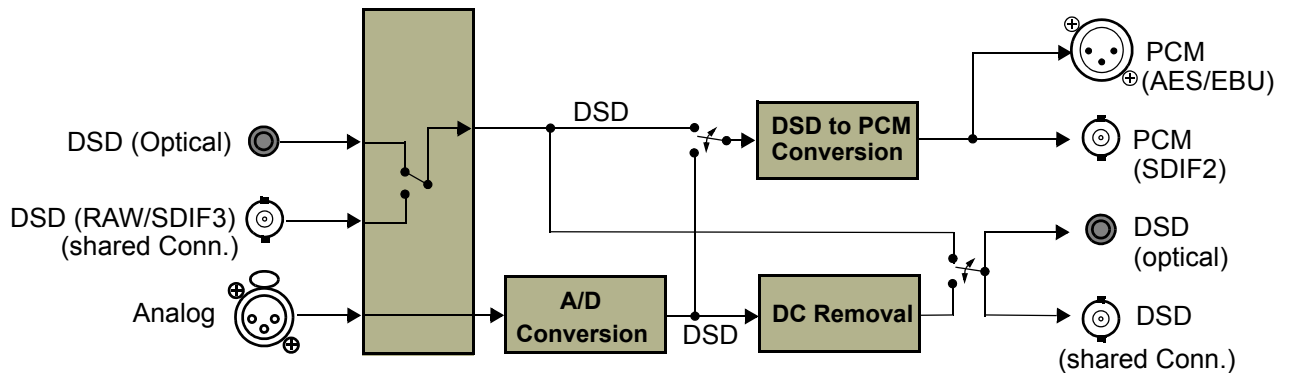 DSD (Optical)
DSD (RAW/SDIF3)
(shared Conn.)
Analog
DSD
A/D
Conversion
DSD
DSD to PCM
Conversion
DC Removal
PCM
(AES/EBU)
PCM
(SDIF2)
DSD
(optical)
DSD
(shared Conn.)